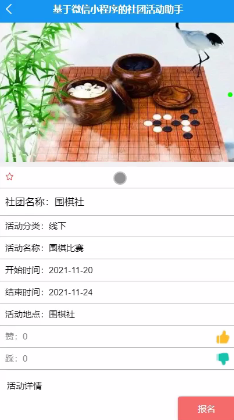 基于微信小程序的社团活动助手
社团名称：围棋社
活动分类：线下
活动名称：围棋比赛
开始时间：2021-11-20
结束时间：2021-11-24
活动地点：围棋社
赞：0
踩：0
活动详情
报名